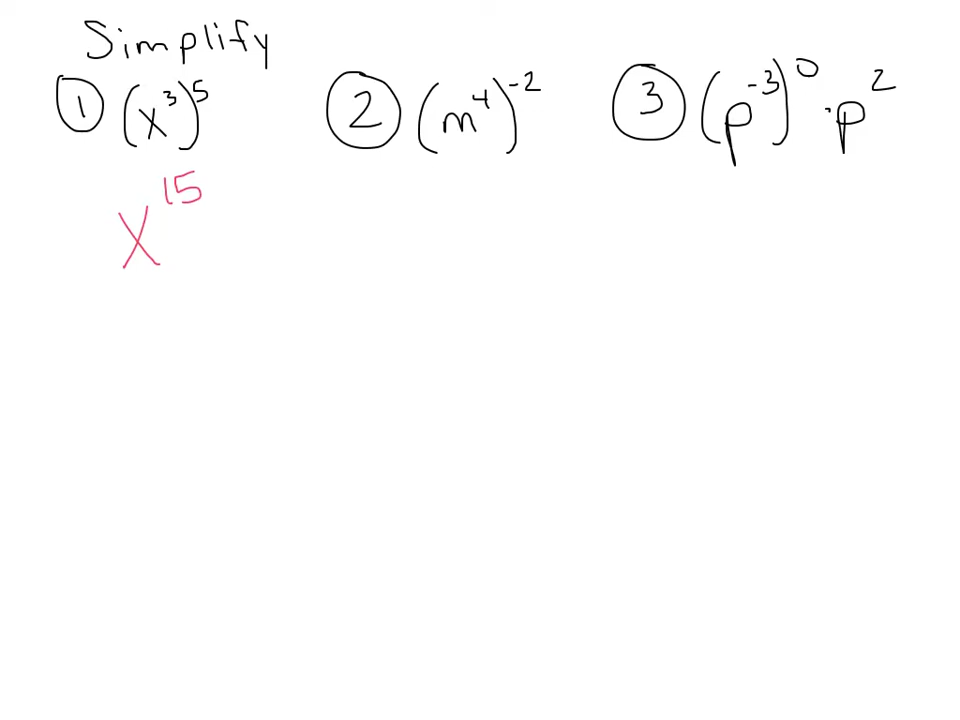 Simplify
① (x³)⁵ ② (m⁴)⁻² ③ (p⁻³)⁰ · p²
x¹⁵